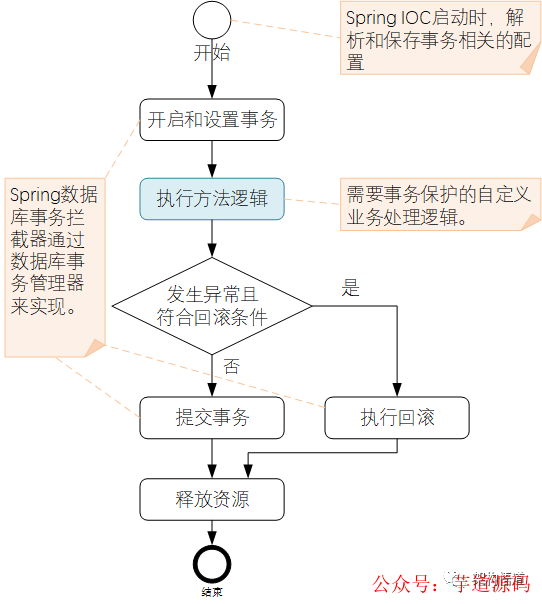 Spring IOC启动时，解
析和保存事务相关的配
置
开始
开启和设置事务
Spring数据
库事务拦
截器通过
数据库事
务管理器
来实现。
执行方法逻辑
需要事务保护的自定义
业务处理逻辑。
发生异常且
符合回滚条件
是
否
提交事务
执行回滚
释放资源
结束
公众号：芋道源码